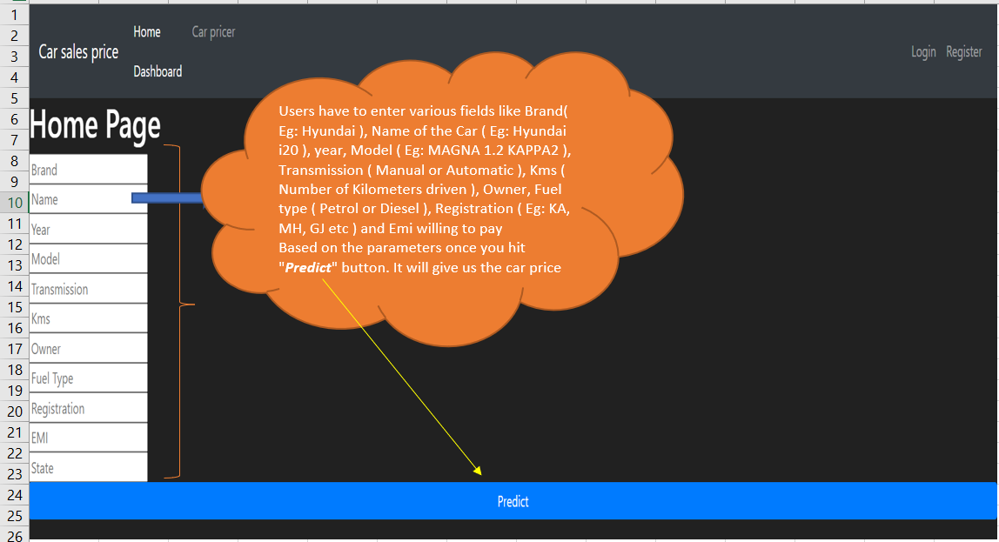 1
2
3
4
5
6
7
8
9
10
11
12
13
14
15
16
17
18
19
20
21
22
23
24
25
26
Car sales price
Home Car pricer
Dashboard
Login Register
Home Page
Brand
Name
Year
Model
Transmission
Kms
Owner
Fuel Type
Registration
EMI
State
Users have to enter various fields like Brand(
Eg: Hyundai ), Name of the Car ( Eg: Hyundai
i20 ), year, Model ( Eg: MAGNA 1.2 KAPPA2 ),
Transmission ( Manual or Automatic ), Kms (
Number of Kilometers driven ), Owner, Fuel
type ( Petrol or Diesel ), Registration ( Eg: KA,
MH, GJ etc ) and Emi willing to pay
Based on the parameters once you hit
"Predict" button. It will give us the car price
Predict